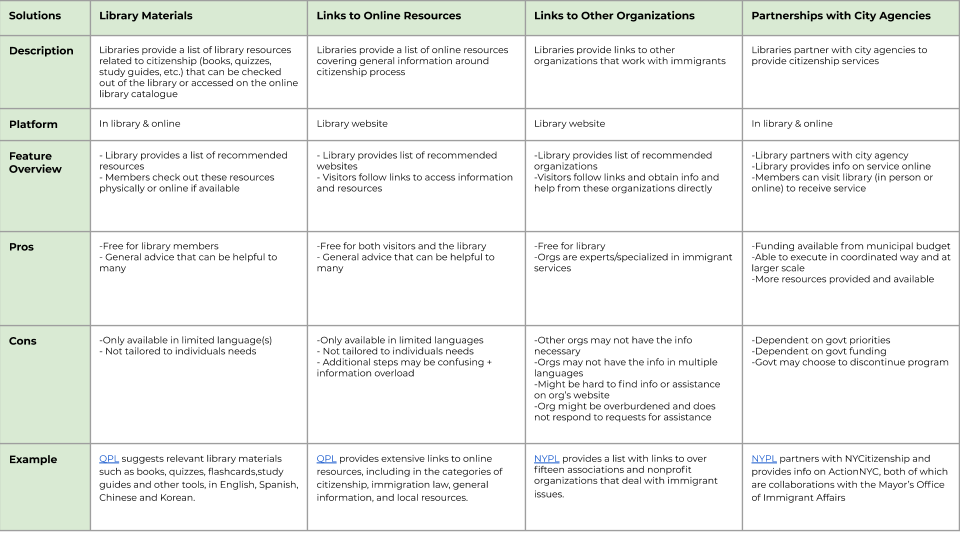 Solutions
Library Materials
Links to Online Resources
Links to Other Organizations
Partnerships with City Agencies
Description
Libraries provide a list of library resources
related to citizenship (books, quizzes,
study guides, etc.) that can be checked
out of the library or accessed on the online
library catalogue
Libraries provide a list of online resources
covering general information around
citizenship process
Libraries provide links to other
organizations that work with immigrants
Libraries partner with city agencies to
provide citizenship services
Platform
In library & online
Library website
Library website
In library & online
Feature
Overview
- Library provides a list of recommended
resources
- Members check out these resources
physically or online if available
- Library provides list of recommended
websites
- Visitors follow links to access information
and resources
-Library provides list of recommended
organizations
-Visitors follow links and obtain info and
help from these organizations directly
-Library partners with city agency
-Library provides info on service online
-Members can visit library (in person or
online) to receive service
Pros
-Free for library members
- General advice that can be helpful to
many
-Free for both visitors and the library
- General advice that can be helpful to
many
-Free for library
-Orgs are experts/specialized in immigrant
services
-Funding available from municipal budget
-Able to execute in coordinated way and at
larger scale
-More resources provided and available
Cons
-Only available in limited language(s)
- Not tailored to individuals needs
-Only available in limited languages
- Not tailored to individuals needs
- Additional steps may be confusing +
information overload
-Other orgs may not have the info
necessary
-Orgs may not have the info in multiple
languages
-Might be hard to find info or assistance
on org's website
-Org might be overburdened and does
not respond to requests for assistance
-Dependent on govt priorities
-Dependent on govt funding
-Govt may choose to discontinue program
Example
QPL suggests relevant library materials
such as books, quizzes, flashcards,study
guides and other tools, in English, Spanish,
Chinese and Korean.
QPL provides extensive links to online
resources, including in the categories of
citizenship, immigration law, general
information, and local resources.
NYPL provides a list with links to over
fifteen associations and nonprofit
organizations that deal with immigrant
issues.
NYPL partners with NYCitizenship and
provides info on ActionNYC, both of which
are collaborations with the Mayor's Office
of Immigrant Affairs